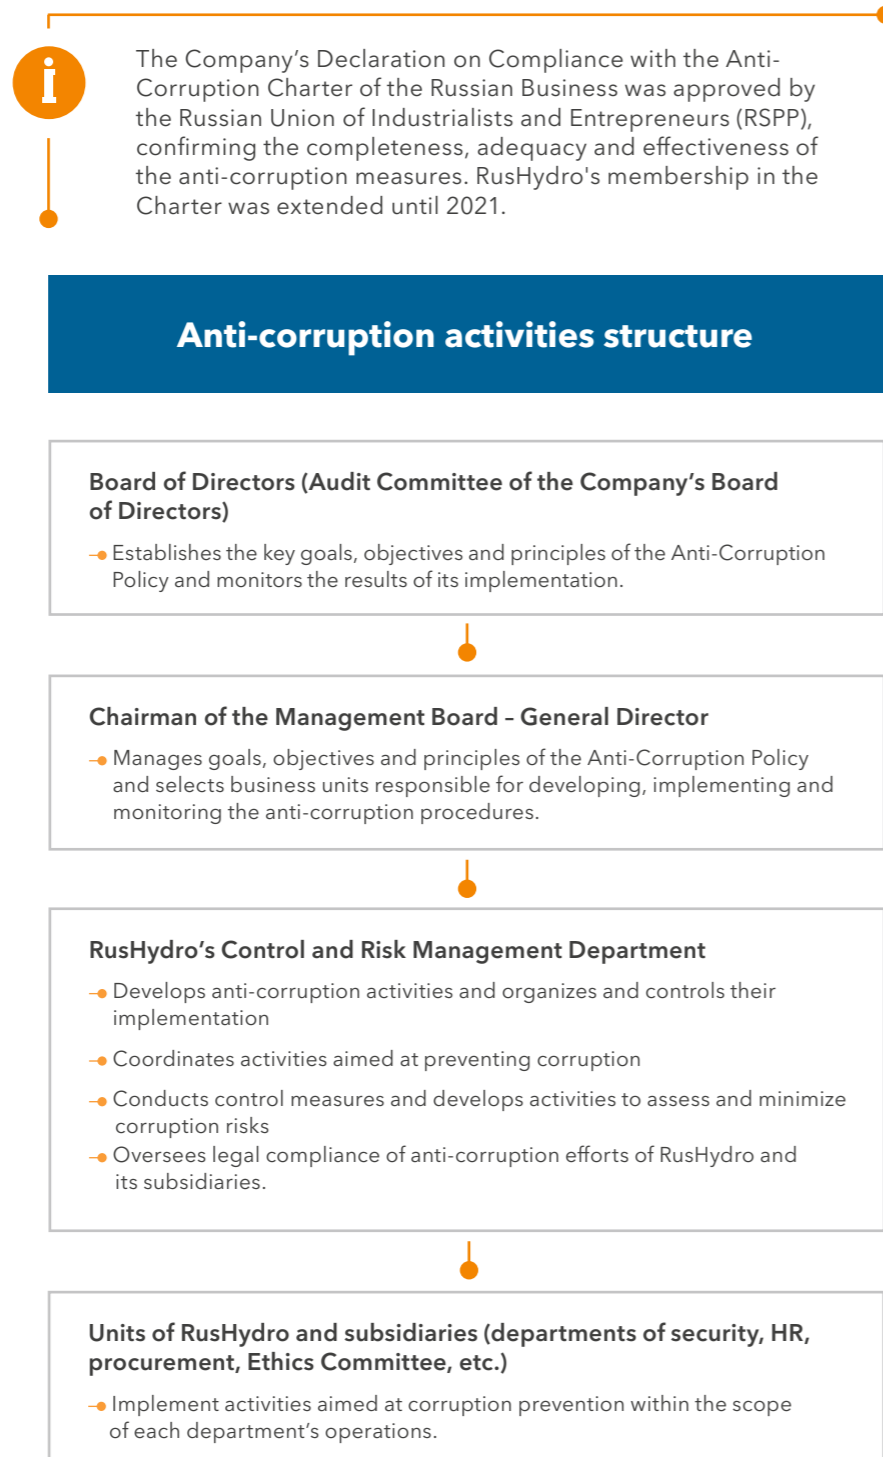 i
The Company’s Declaration on Compliance with the Anti-
Corruption Charter of the Russian Business was approved by
the Russian Union of Industrialists and Entrepreneurs (RSPP),
confirming the completeness, adequacy and effectiveness of
the anti-corruption measures. RusHydro's membership in the
Charter was extended until 2021.
Anti-corruption activities structure
Board of Directors (Audit Committee of the Company’s Board
of Directors)
Establishes the key goals, objectives and principles of the Anti-Corruption
Policy and monitors the results of its implementation.
Chairman of the Management Board – General Director
Manages goals, objectives and principles of the Anti-Corruption Policy
and selects business units responsible for developing, implementing and
monitoring the anti-corruption procedures.
RusHydro’s Control and Risk Management Department
Develops anti-corruption activities and organizes and controls their
implementation
Coordinates activities aimed at preventing corruption
Conducts control measures and develops activities to assess and minimize
corruption risks
Oversees legal compliance of anti-corruption efforts of RusHydro and
its subsidiaries.
Units of RusHydro and subsidiaries (departments of security, HR,
procurement, Ethics Committee, etc.)
Implement activities aimed at corruption prevention within the scope
of each department’s operations.